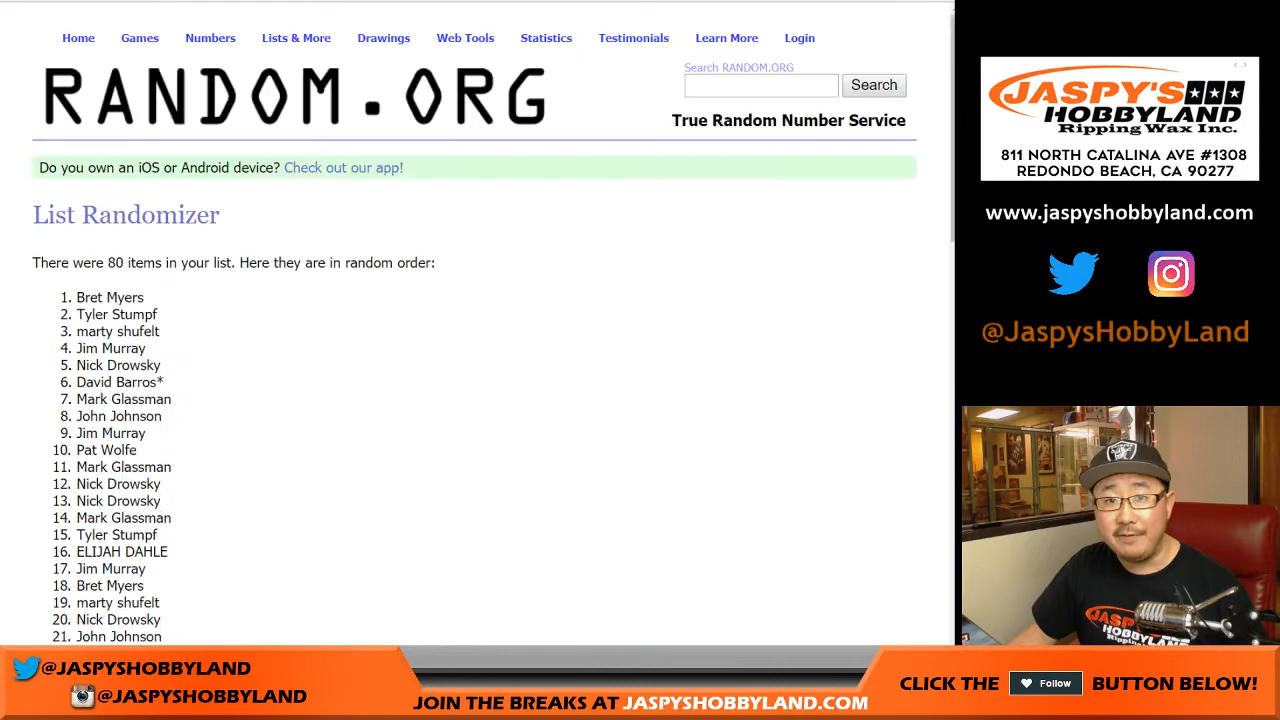 Home Games Numbers Lists & More Drawings Web Tools Statistics Testimonials Learn More Login
RANDOM.ORG
Search RANDOM.ORG
Search
True Random Number Service
Do you own an iOS or Android device? Check out our app!
List Randomizer
There were 80 items in your list. Here they are in random order:
1. Bret Myers
2. Tyler Stumpf
3. marty shufelt
4. Jim Murray
5. Nick Drowsky
6. David Barros*
7. Mark Glassman
8. John Johnson
9. Jim Murray
10. Pat Wolfe
11. Mark Glassman
12. Nick Drowsky
13. Nick Drowsky
14. Mark Glassman
15. Tyler Stumpf
16. ELIJAH DAHLE
17. Jim Murray
18. Bret Myers
19. marty shufelt
20. Nick Drowsky
21. John Johnson
JASPY'S
HOBBYLAND
Ripping Wax Inc.
811 NORTH CATALINA AVE #1308
REDONDO BEACH, CA 90277
www.jaspyshobbyland.com
@JaspysHobbyLand
JASPY'S
HOBBYLAND
@JASPYSHOBBYLAND
@JASPYSHOBBYLAND
JOIN THE BREAKS AT JASPYSHOBBYLAND.COM
CLICK THE Follow BUTTON BELOW!